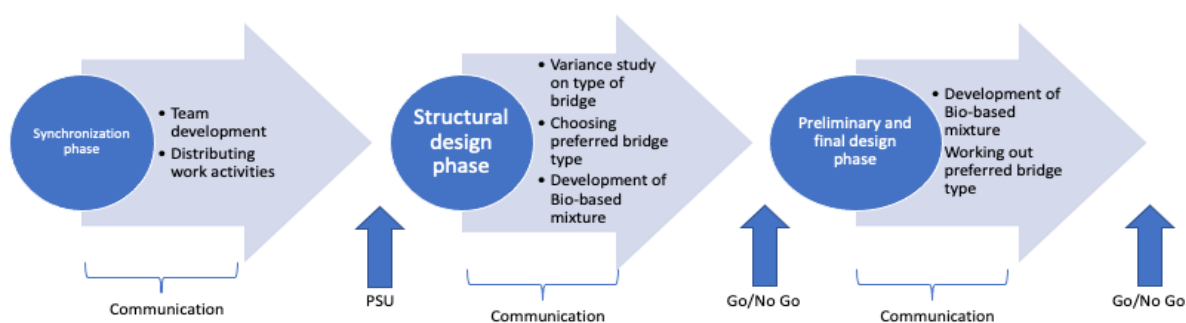 Synchronization
phase
• Team
development
• Distributing
work activities
Structural
design
phase
• Variance study
on type of
bridge
• Choosing
preferred bridge
type
• Development of
Bio-based
mixture
Preliminary and
final design
phase
• Development of
Bio-based
mixture
Working out
preferred bridge
type
Communication
PSU
Communication
Go/No Go
Communication
Go/No Go